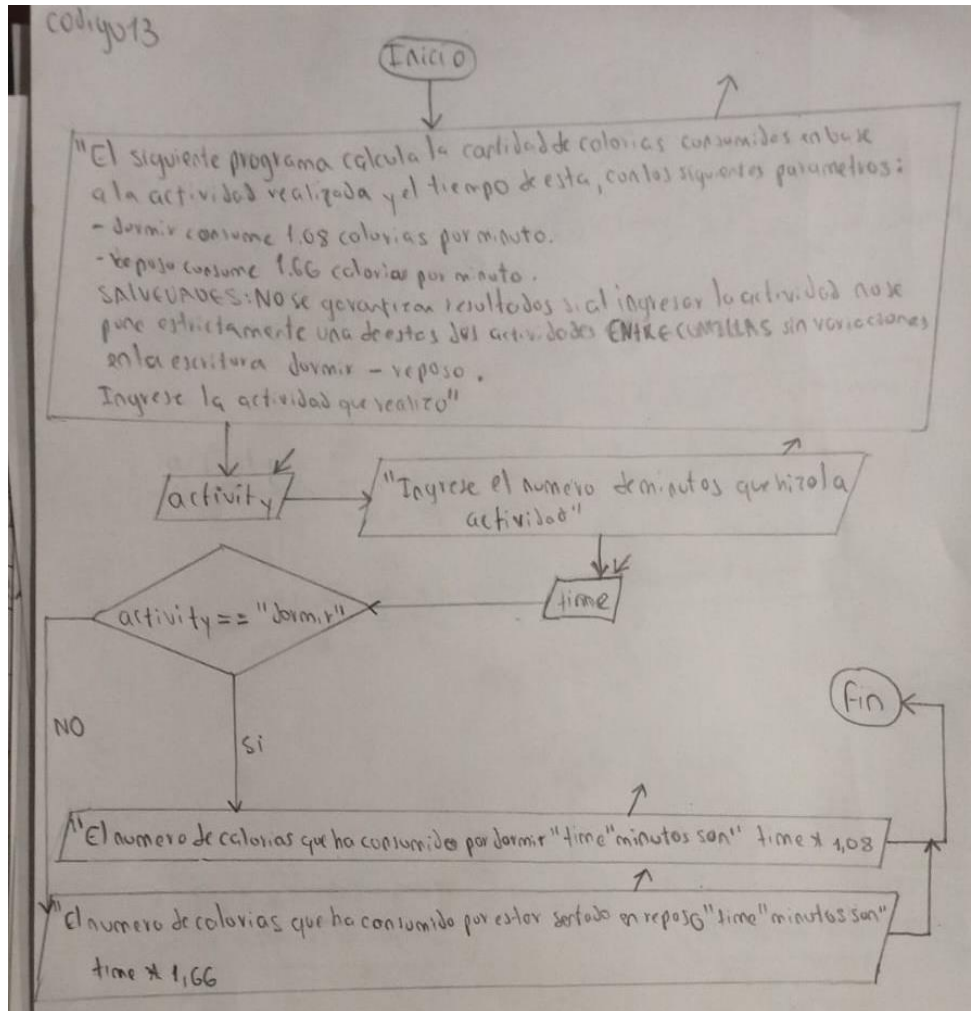 codigo13
Inicio
"El siguiente programa calcula la cantidad de calorias consumidas en base
a la actividad realizada y el tiempo de esta, con los siguientes parametros:
- dormir consume 1.08 calorias por minuto.
- Reposo consume 1.66 calorias por minuto.
SALVEDADES: NO se garantizan resultados si al ingresar la actividad no se
pone estrictamente una de estas dos actividades ENTRE COMILLAS sin variaciones
en la escritura dormir - reposo.
Ingrese la actividad que realizo"
activity
"Ingrese el numero de minutos que hizo la
actividad"
time
activity == "dormir"
Fin
NO
si
"El numero de calorias que ha consumido por dormir "time" minutos son" time * 1,08
"El numero de calorias que ha consumido por estar sentado en reposo "time" minutos son"
time * 1,66